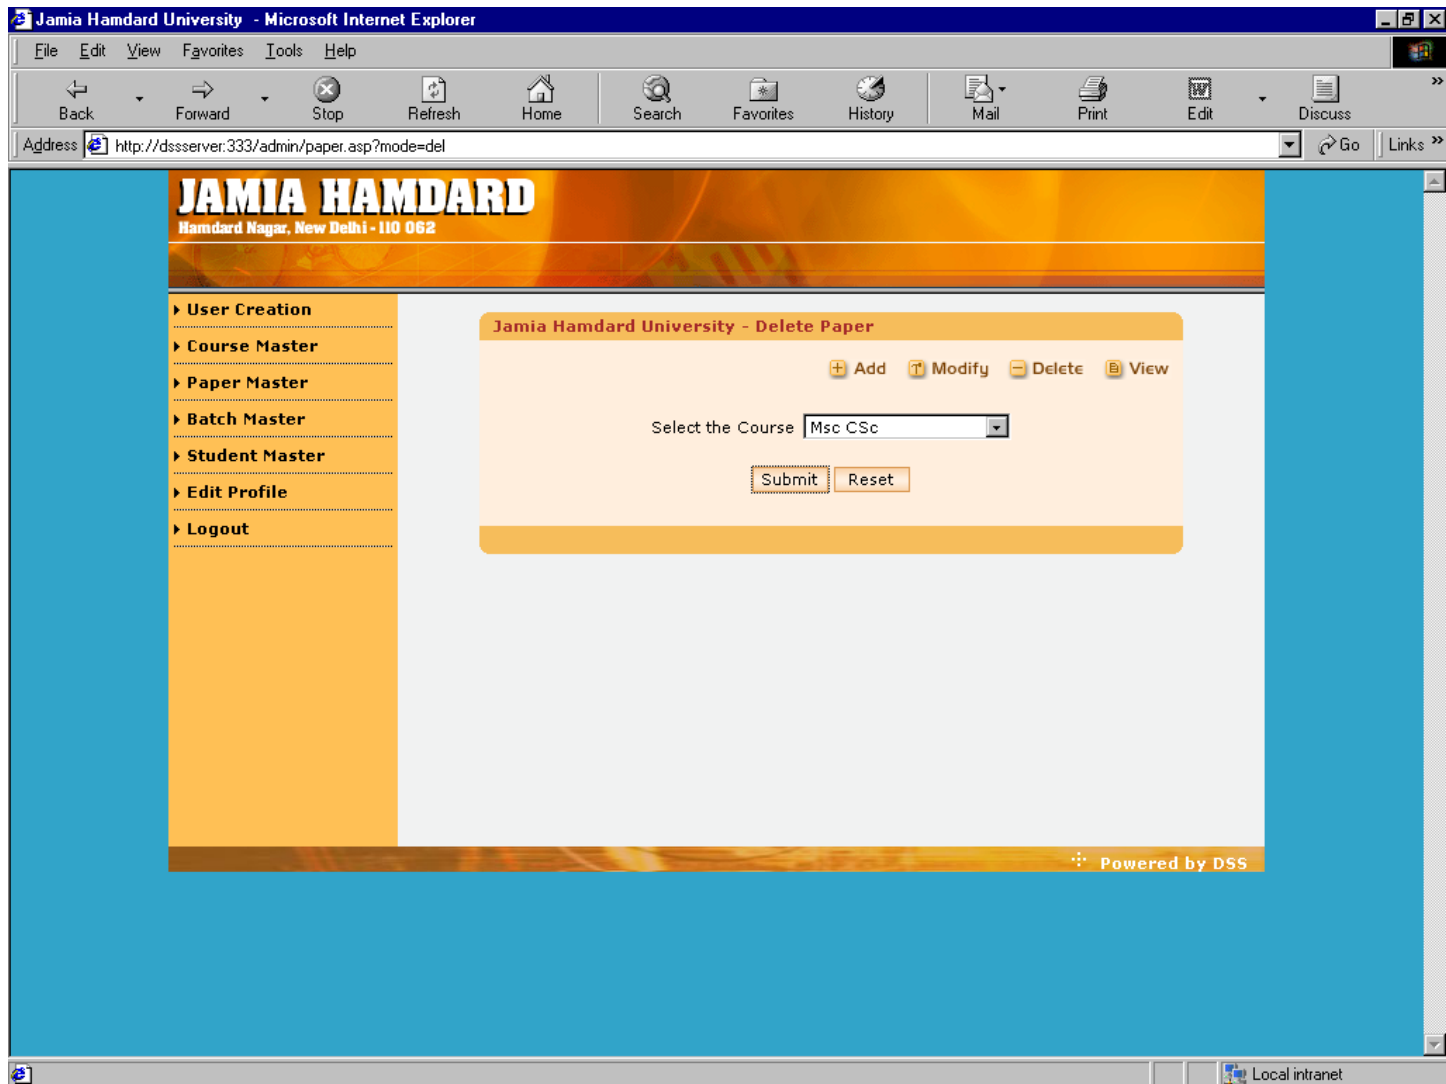 Jamia Hamdard University - Microsoft Internet Explorer
File Edit View Favorites Tools Help
Back Forward Stop Refresh Home Search Favorites History Mail Print Edit Discuss »
Address http://dssserver:333/admin/paper.asp?mode=del Go Links »
JAMIA HAMDARD
Hamdard Nagar, New Delhi - 110 062
User Creation
Course Master
Paper Master
Batch Master
Student Master
Edit Profile
Logout
Jamia Hamdard University - Delete Paper
Add Modify Delete View
Select the Course Msc CSc
Submit Reset
Powered by DSS
Local intranet